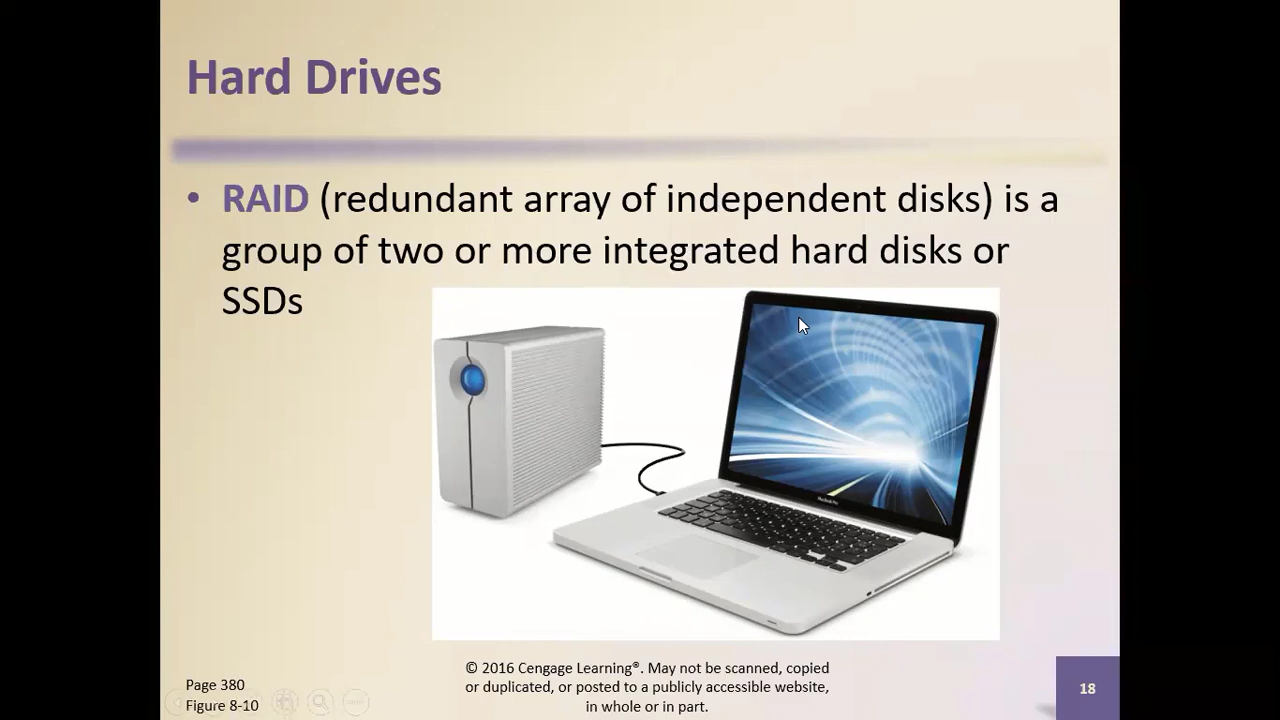 Hard Drives
• RAID (redundant array of independent disks) is a
group of two or more integrated hard disks or
SSDs
MacBook Pro
Page 380
Figure 8-10
© 2016 Cengage Learning®. May not be scanned, copied
or duplicated, or posted to a publicly accessible website,
in whole or in part.
18